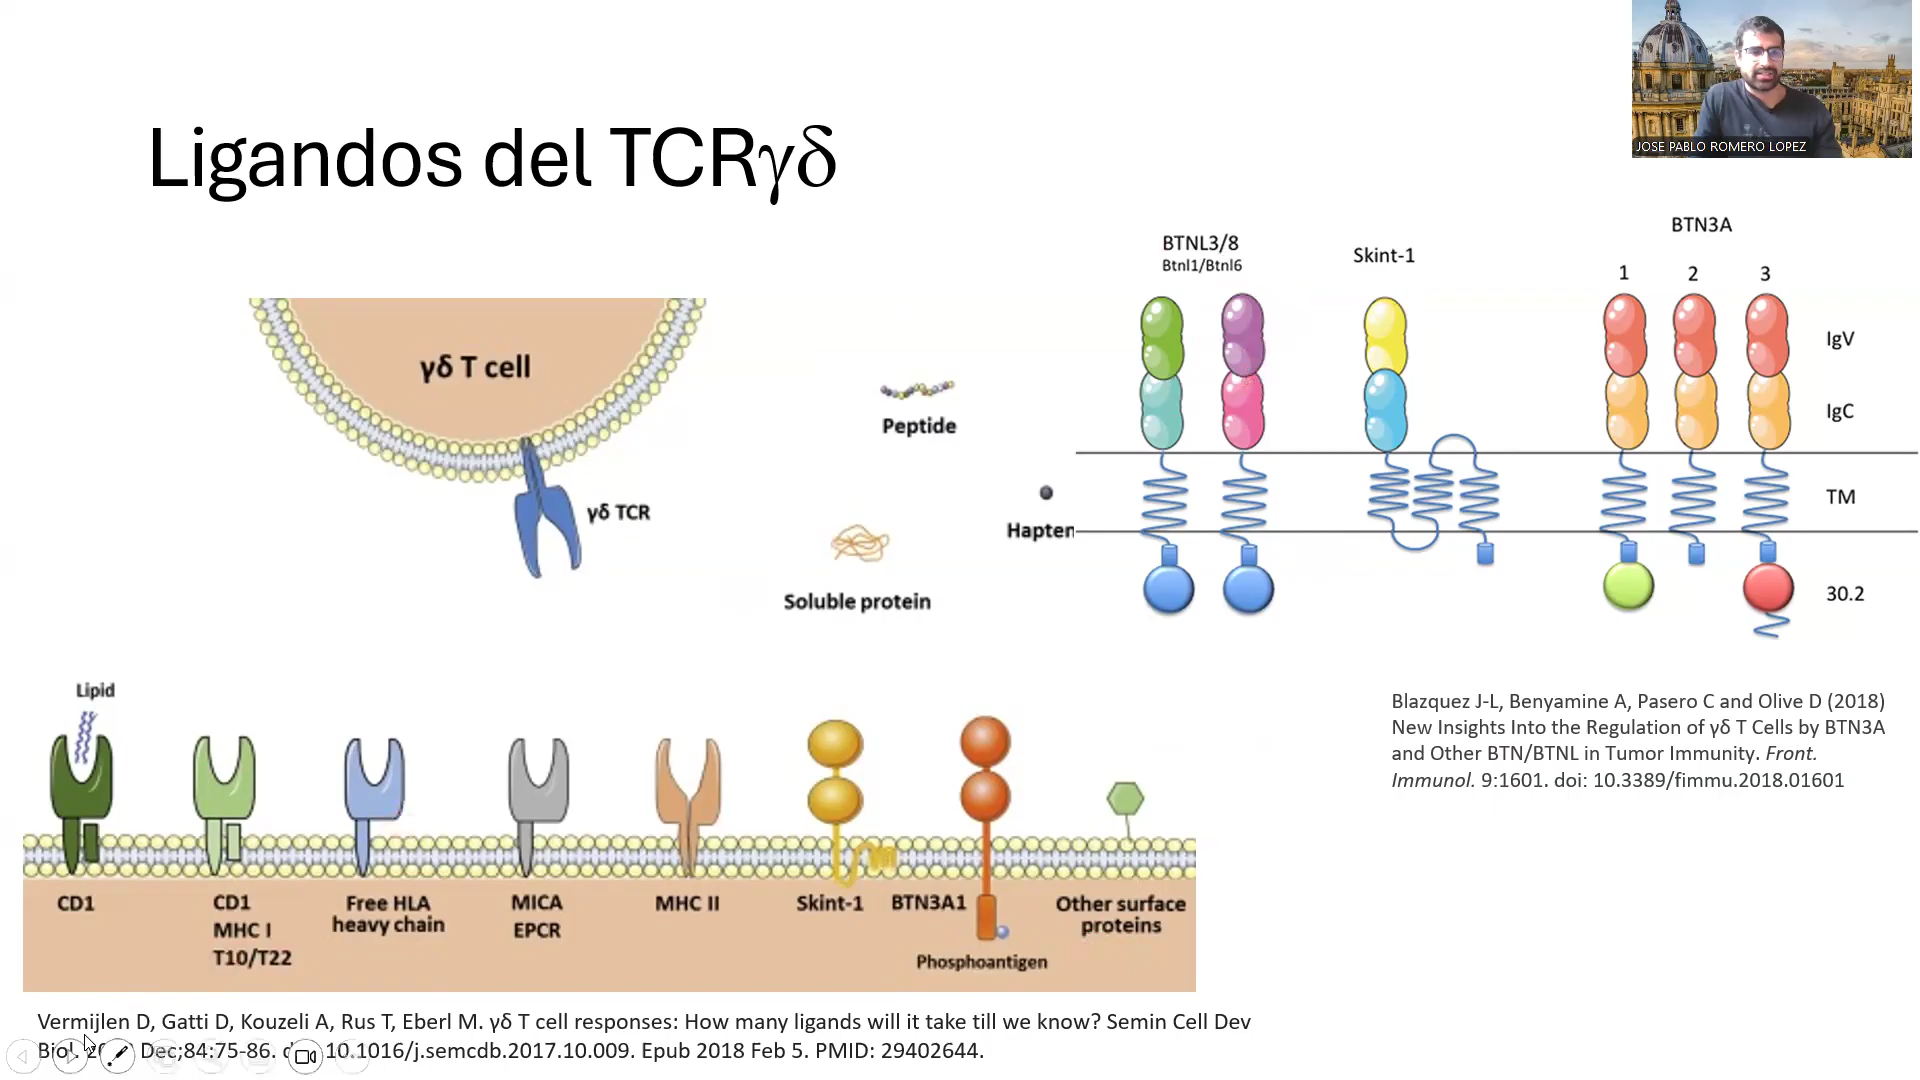 JOSE PABLO ROMERO LOPEZ
Ligandos del TCRγδ
γδ T cell
γδ TCR
Peptide
Soluble protein
Hapten
BTNL3/8
Btnl1/Btnl6
Skint-1
BTN3A
1 2 3
IgV
IgC
TM
30.2
Blazquez J-L, Benyamine A, Pasero C and Olive D (2018)
New Insights Into the Regulation of γδ T Cells by BTN3A
and Other BTN/BTNL in Tumor Immunity. Front.
Immunol. 9:1601. doi: 10.3389/fimmu.2018.01601
Lipid
CD1
CD1
MHC I
T10/T22
Free HLA
heavy chain
MICA
EPCR
MHC II
Skint-1
BTN3A1
Phosphoantigen
Other surface
proteins
Vermijlen D, Gatti D, Kouzeli A, Rus T, Eberl M. γδ T cell responses: How many ligands will it take till we know? Semin Cell Dev
Biol. Dec;84:75-86. 10.1016/j.semcdb.2017.10.009. Epub 2018 Feb 5. PMID: 29402644.